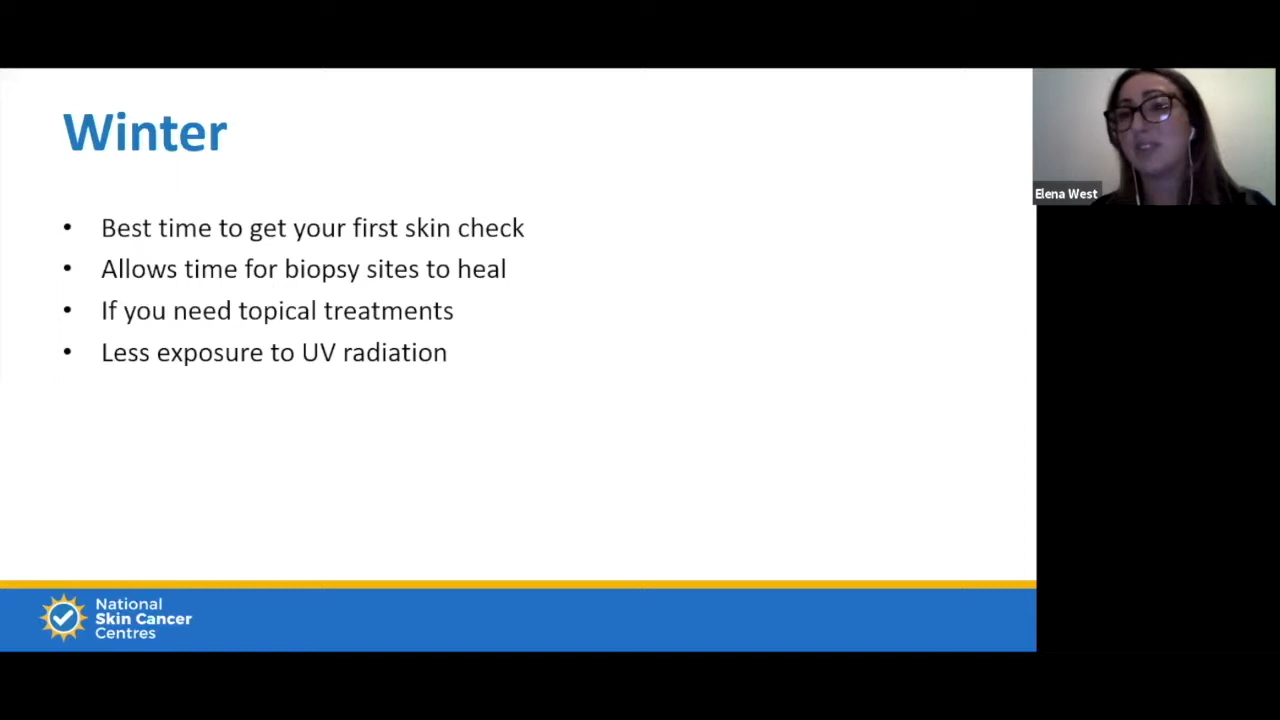 Winter
• Best time to get your first skin check
• Allows time for biopsy sites to heal
• If you need topical treatments
• Less exposure to UV radiation
Elena West
National
Skin Cancer
Centres